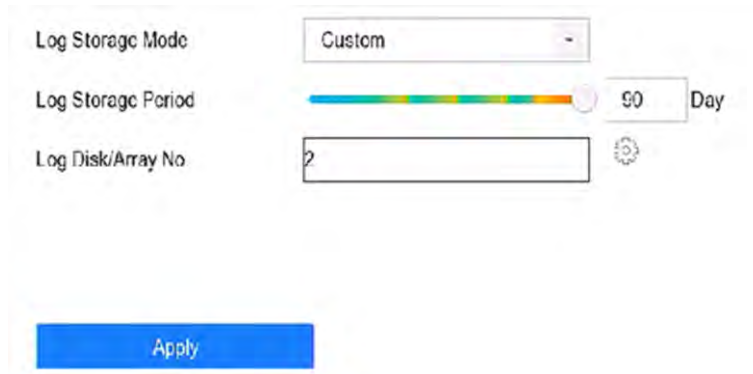 Log Storage Mode Custom
Log Storage Period 90 Day
Log Disk/Array No 2
Apply